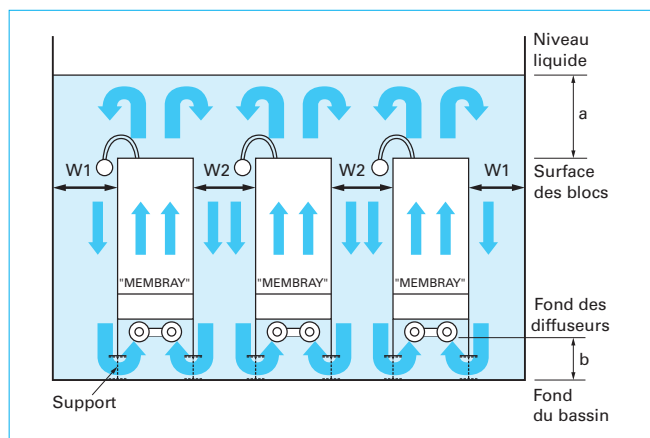 Niveau
liquide
a
W1
W2
W2
W1
Surface
des blocs
"MEMBRAY"
"MEMBRAY"
"MEMBRAY"
Fond des
diffuseurs
b
Support
Fond
du bassin